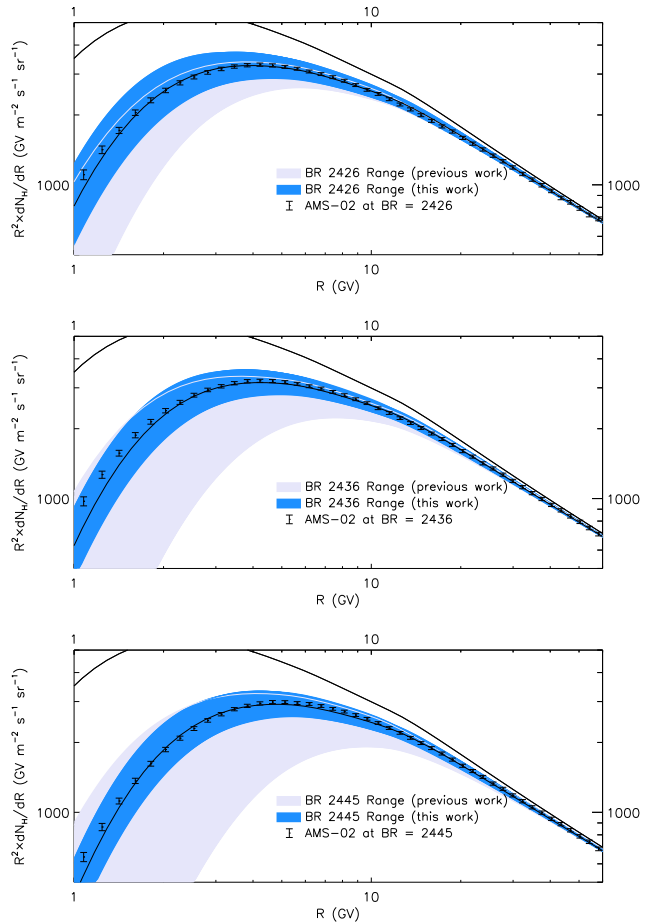 1 10
R²×dN_H/dR (GV m⁻² s⁻¹ sr⁻¹)
1000 1000
BR 2426 Range (previous work)
BR 2426 Range (this work)
AMS-02 at BR = 2426
1 10
R (GV)
1 10
R²×dN_H/dR (GV m⁻² s⁻¹ sr⁻¹)
1000 1000
BR 2436 Range (previous work)
BR 2436 Range (this work)
AMS-02 at BR = 2436
1 10
R (GV)
1 10
R²×dN_H/dR (GV m⁻² s⁻¹ sr⁻¹)
1000 1000
BR 2445 Range (previous work)
BR 2445 Range (this work)
AMS-02 at BR = 2445
1 10
R (GV)